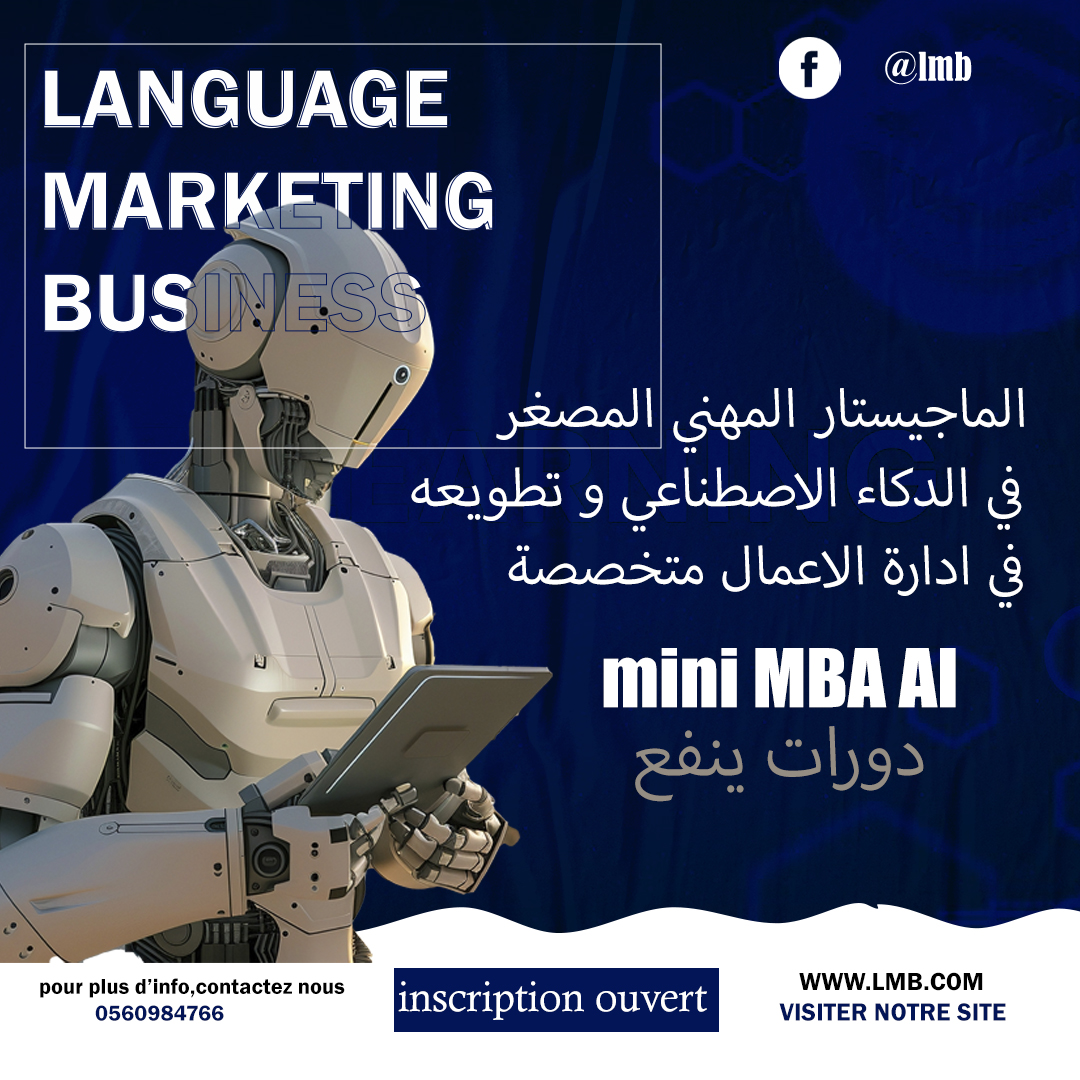 LANGUAGE
MARKETING
BUSINESS
@lmb
الماجيستار المهني المصغر
في الدكاء الاصطناعي و تطويعه
في ادارة الاعمال متخصصة
mini MBA AI
دورات ينفع
pour plus d’info,contactez nous
0560984766
inscription ouvert
WWW.LMB.COM
VISITER NOTRE SITE